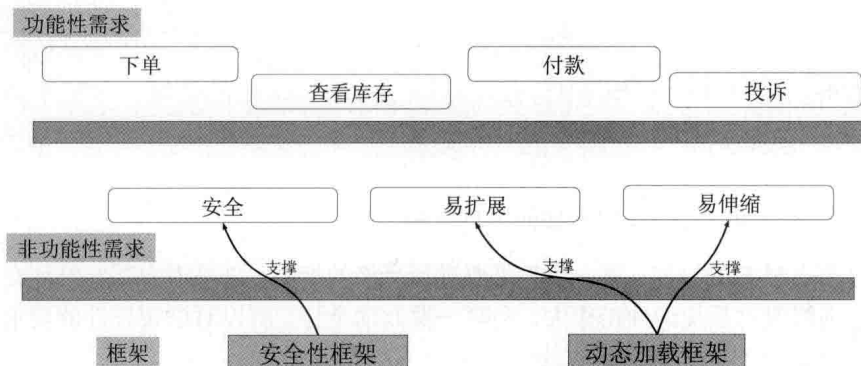 功能性需求
下单
付款
查看库存
投诉
安全
易扩展
易伸缩
非功能性需求
支撑
支撑
支撑
框架
安全性框架
动态加载框架